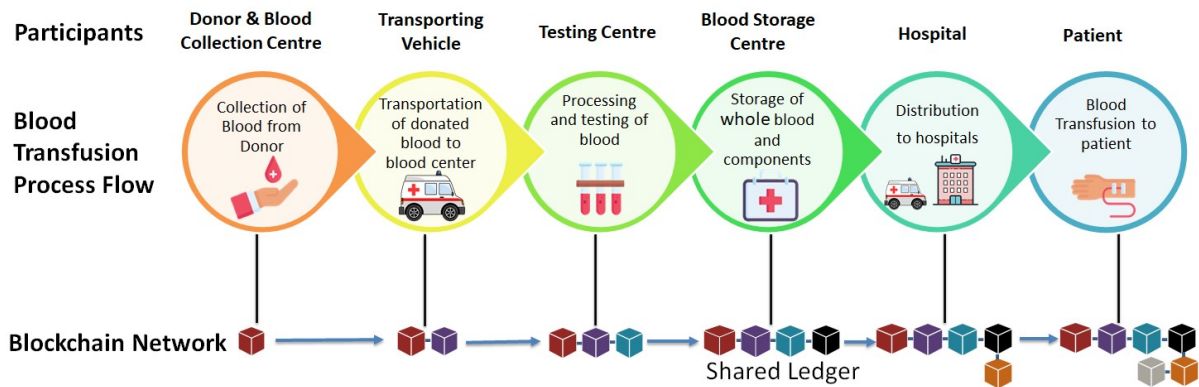 Participants
Donor & Blood
Collection Centre
Transporting
Vehicle
Testing Centre
Blood Storage
Centre
Hospital
Patient
Blood
Transfusion
Process Flow
Collection of
Blood from
Donor
Transportation
of donated
blood to
blood center
Processing
and testing of
blood
Storage of
whole blood
and
components
Distribution
to hospitals
Blood
Transfusion to
patient
Blockchain Network
Shared Ledger